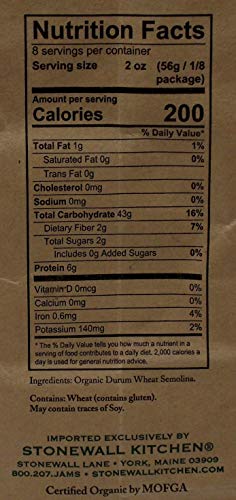 Nutrition Facts
8 servings per container
Serving size 2 oz (56g / 1/8
package)
Amount per serving
Calories 200
% Daily Value*
Total Fat 1g 1%
Saturated Fat 0g 0%
Trans Fat 0g
Cholesterol 0mg 0%
Sodium 0mg 0%
Total Carbohydrate 43g 16%
Dietary Fiber 2g 7%
Total Sugars 2g
Includes 0g Added Sugars 0%
Protein 6g
Vitamin D 0mcg 0%
Calcium 0mg 0%
Iron 0.6mg 4%
Potassium 140mg 2%
* The % Daily Value tells you how much a nutrient in a
serving of food contributes to a daily diet. 2,000 calories a
day is used for general nutrition advice.
Ingredients: Organic Durum Wheat Semolina.
Contains: Wheat (contains gluten).
May contain traces of Soy.
IMPORTED EXCLUSIVELY BY
STONEWALL KITCHEN®
STONEWALL LANE • YORK, MAINE 03909
800.207.JAMS • STONEWALLKITCHEN.COM
Certified Organic by MOFGA